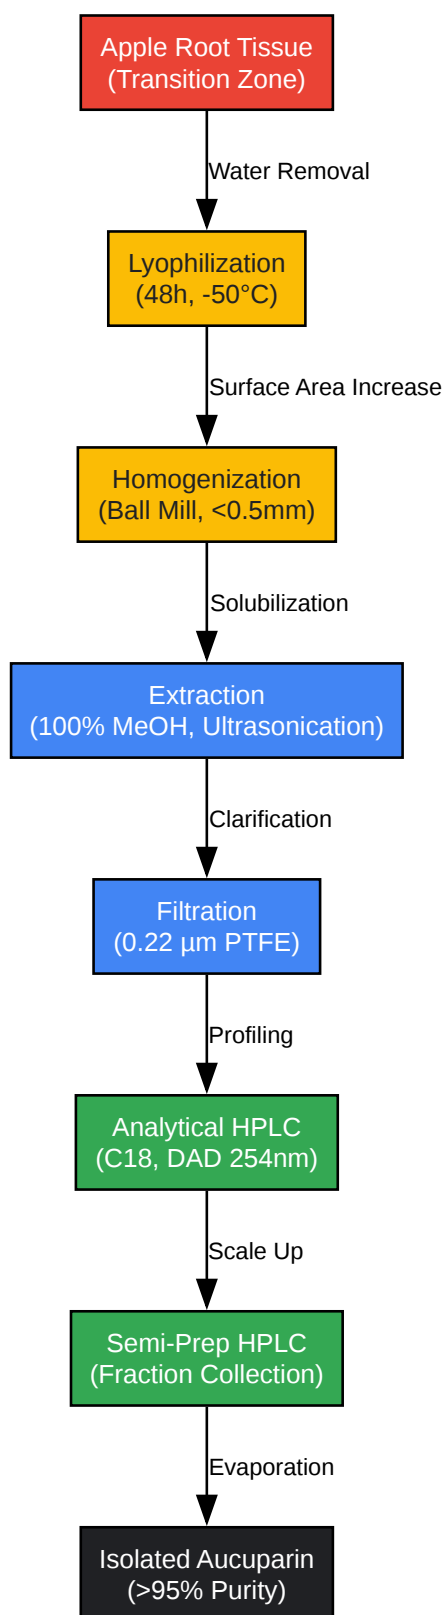 Apple Root Tissue
(Transition Zone)
Water Removal
Lyophilization
(48h, -50°C)
Surface Area Increase
Homogenization
(Ball Mill, <0.5mm)
Solubilization
Extraction
(100% MeOH, Ultrasonication)
Clarification
Filtration
(0.22 µm PTFE)
Profiling
Analytical HPLC
(C18, DAD 254nm)
Scale Up
Semi-Prep HPLC
(Fraction Collection)
Evaporation
Isolated Aucuparin
(>95% Purity)